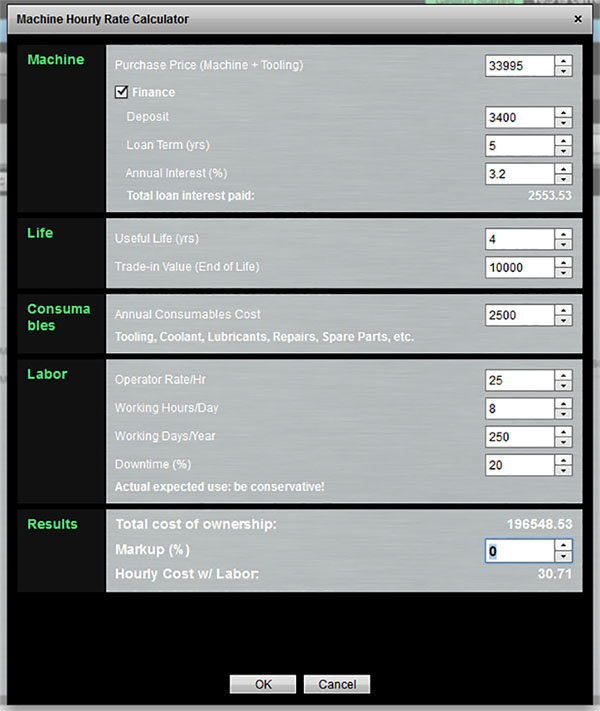 Machine Hourly Rate Calculator ×
Machine
Purchase Price (Machine + Tooling) 33995
Finance
Deposit 3400
Loan Term (yrs) 5
Annual Interest (%) 3.2
Total loan interest paid: 2553.53
Life
Useful Life (yrs) 4
Trade-in Value (End of Life) 10000
Consuma
bles
Annual Consumables Cost 2500
Tooling, Coolant, Lubricants, Repairs, Spare Parts, etc.
Labor
Operator Rate/Hr 25
Working Hours/Day 8
Working Days/Year 250
Downtime (%) 20
Actual expected use: be conservative!
Results
Total cost of ownership: 196548.53
Markup (%) 0
Hourly Cost w/ Labor: 30.71
OK Cancel